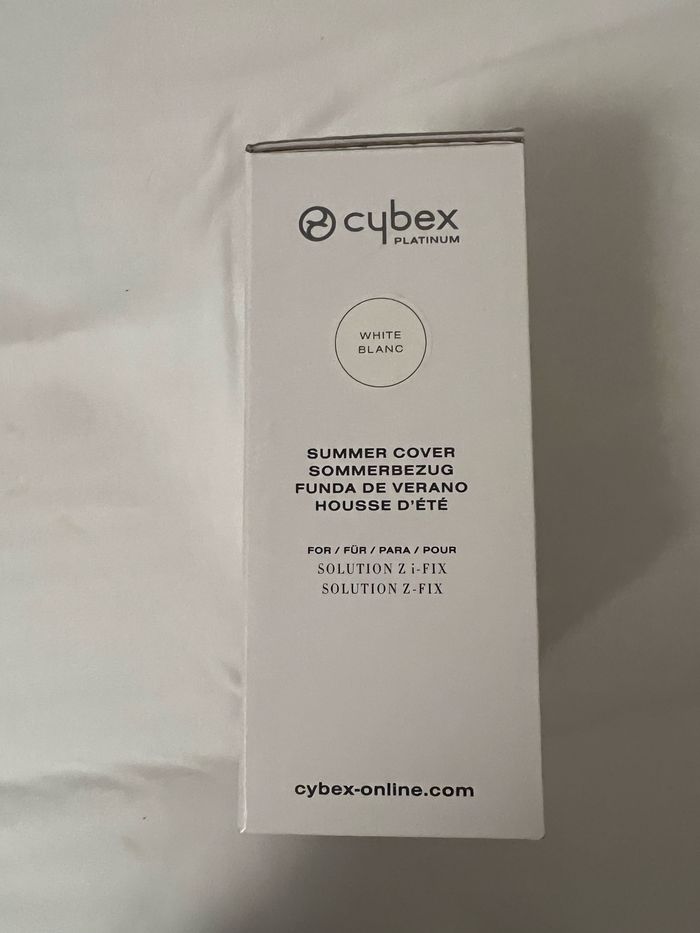 cybex
PLATINUM
WHITE
BLANC
SUMMER COVER
SOMMERBEZUG
FUNDA DE VERANO
HOUSSE D'ÉTÉ
FOR / FÜR / PARA / POUR
SOLUTION Z i-FIX
SOLUTION Z-FIX
cybex-online.com